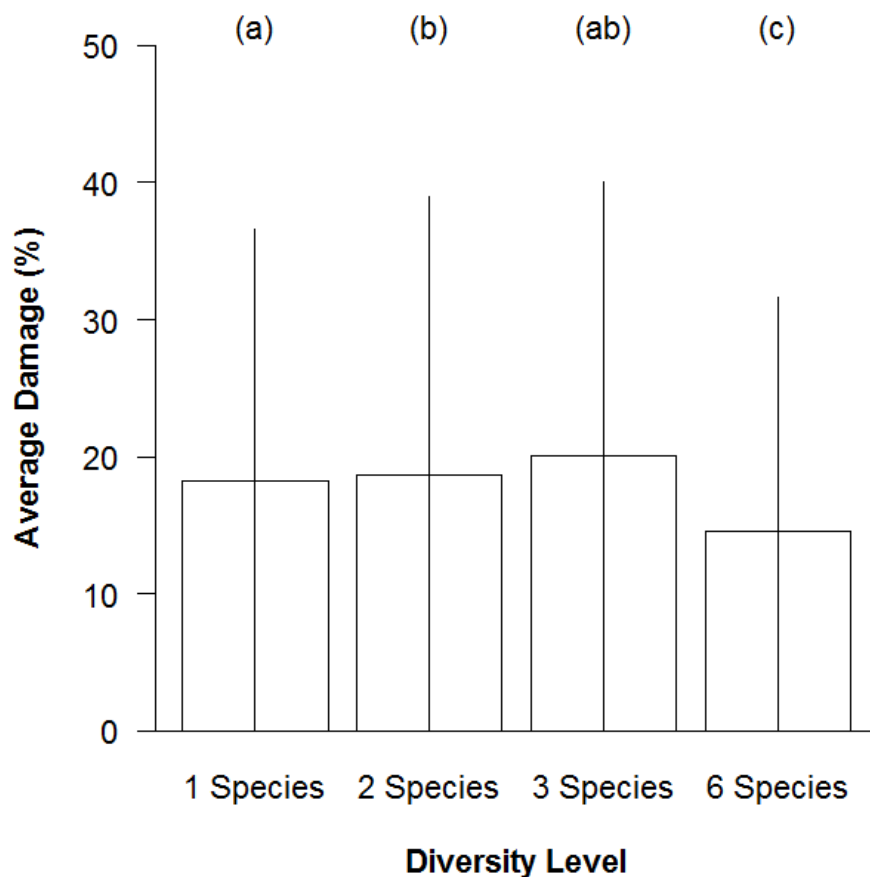 (a) (b) (ab) (c)
50
40
30
20
10
0
Average Damage (%)
1 Species 2 Species 3 Species 6 Species
Diversity Level